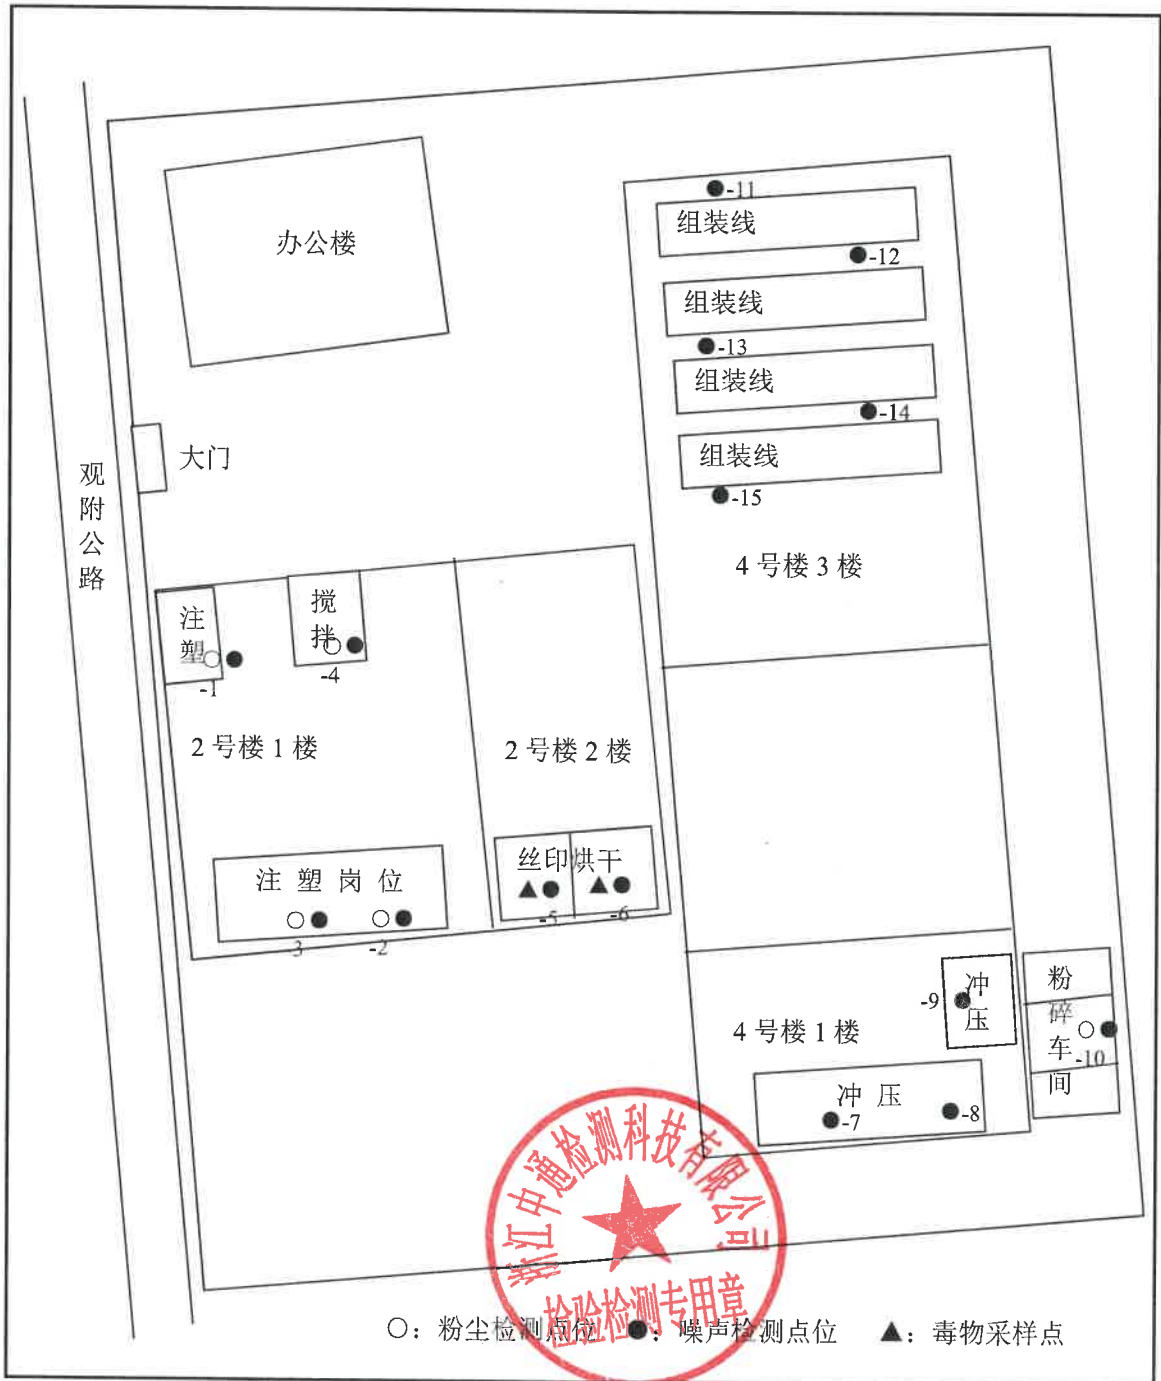 办公楼
大门
观附公路
-11
组装线
-12
组装线
-13
组装线
-14
组装线
-15
4号楼3楼
注塑
-1
搅拌
-4
2号楼1楼
2号楼2楼
注塑岗位
-3
-2
丝印烘干
-5
-6
4号楼1楼
-9
冲压
冲压
-7
-8
粉碎车间
-10
浙江中通检测科技有限公司
检验检测专用章
○：粉尘检测点位 ●：噪声检测点位 ▲：毒物采样点